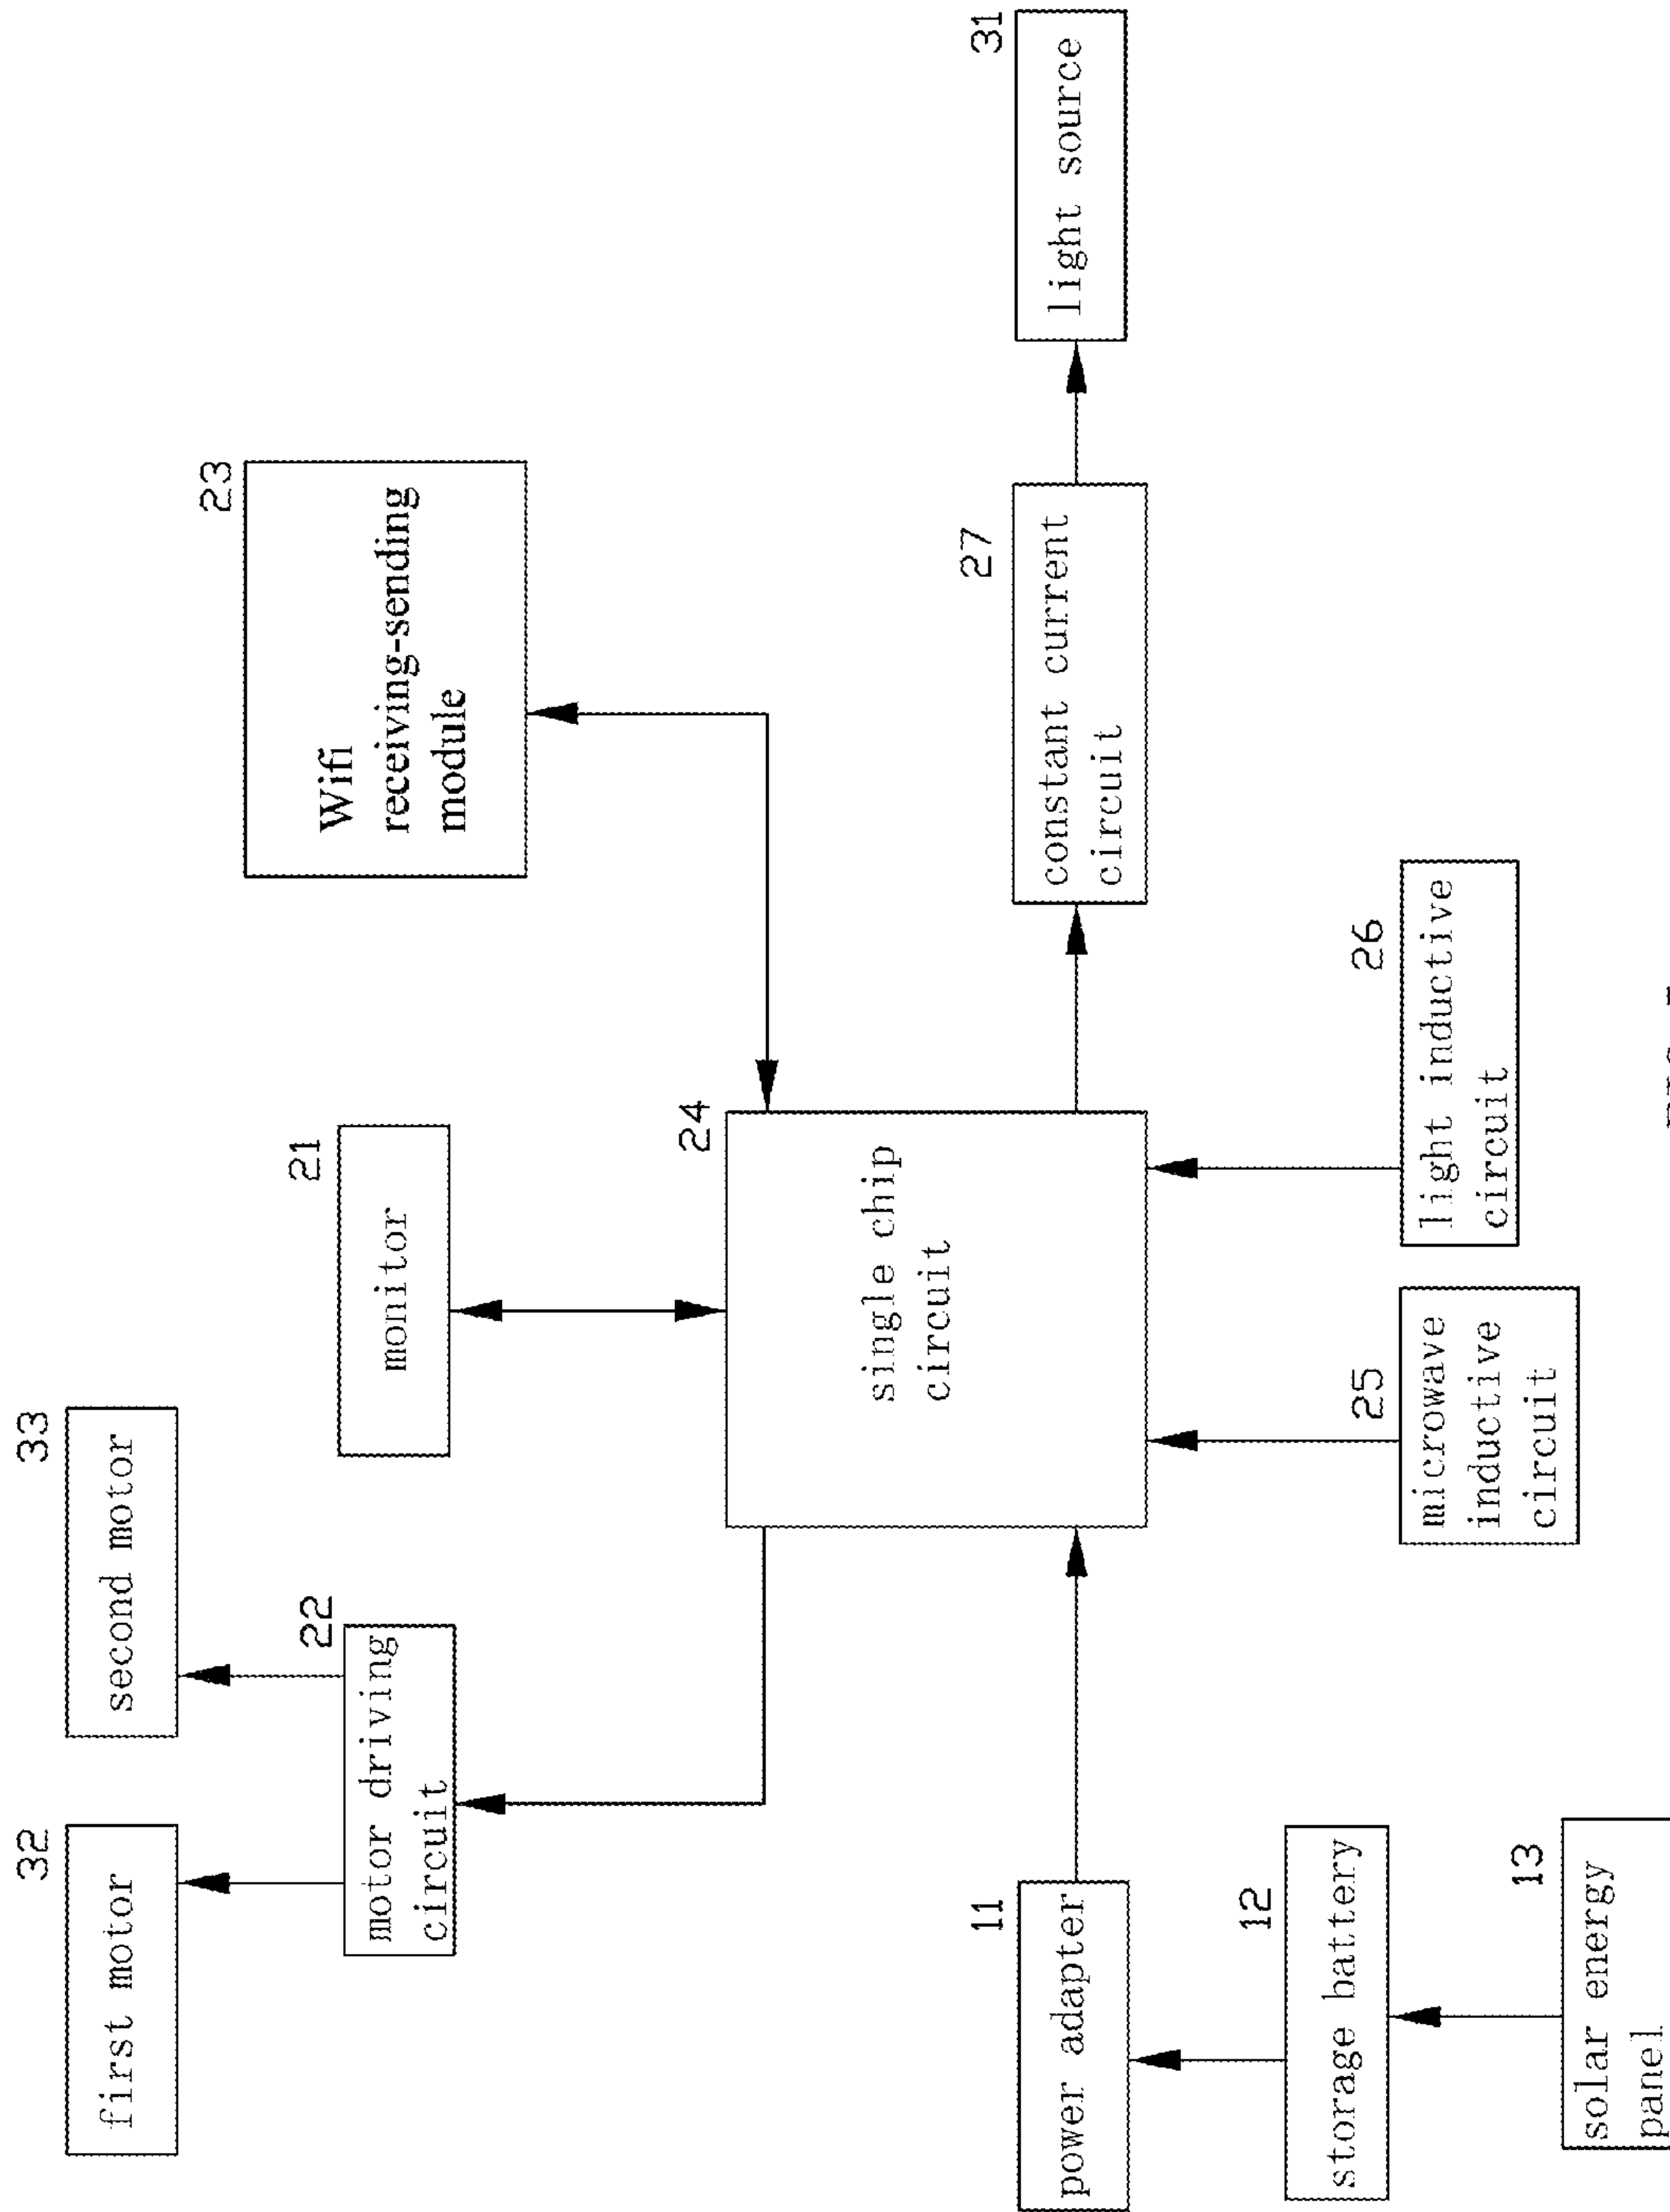 32
first motor
33
second motor
22
motor driving
circuit
21
monitor
23
Wifi
receiving-sending
module
24
single chip
circuit
11
power adapter
27
constant current
circuit
31
light source
12
storage battery
13
solar energy
panel
25
microwave
inductive
circuit
26
light inductive
circuit